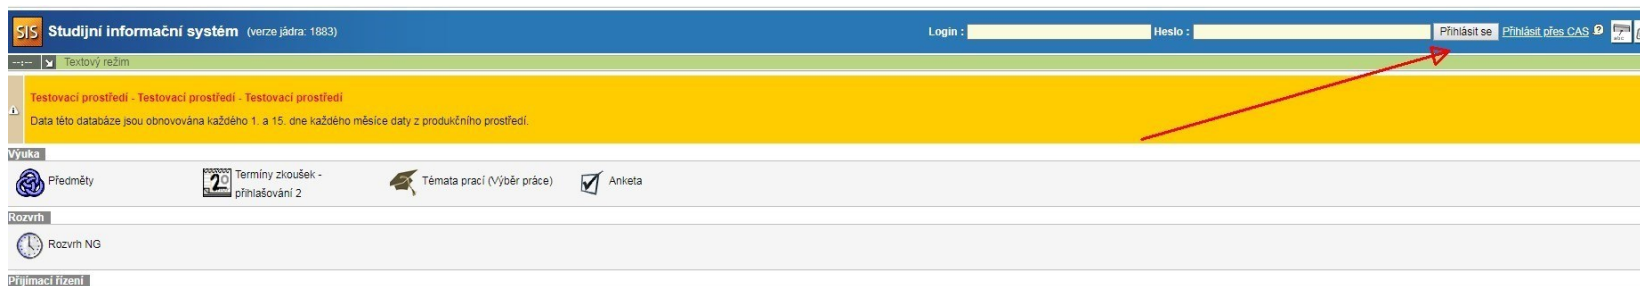 SIS Studijní informační systém (verze jádra: 1883) Login : Heslo : Přihlásit se Přihlásit přes CAS ?
--:-- Textový režim
Testovací prostředí - Testovací prostředí - Testovací prostředí
Data této databáze jsou obnovována každého 1. a 15. dne každého měsíce daty z produkčního prostředí.
Výuka
Předměty
Termíny zkoušek -
přihlašování 2
Témata prací (Výběr práce)
Anketa
Rozvrh
Rozvrh NG
Přijímací řízení